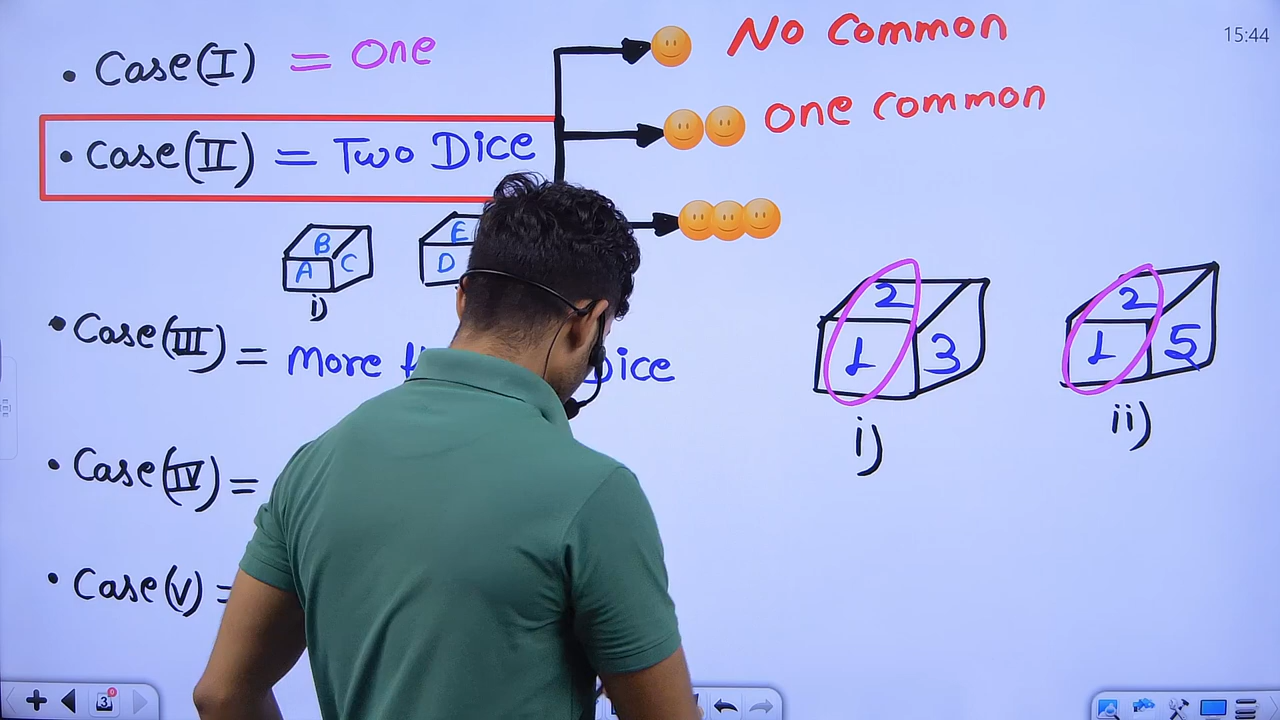 15:44
• Case(I) = One
No Common
• Case(II) = Two Dice
One Common
B
A C
i)
E
D
• Case(III) = More Dice
• Case(IV) =
• Case(V) =
2
1 3
i)
2
1 5
ii)
3